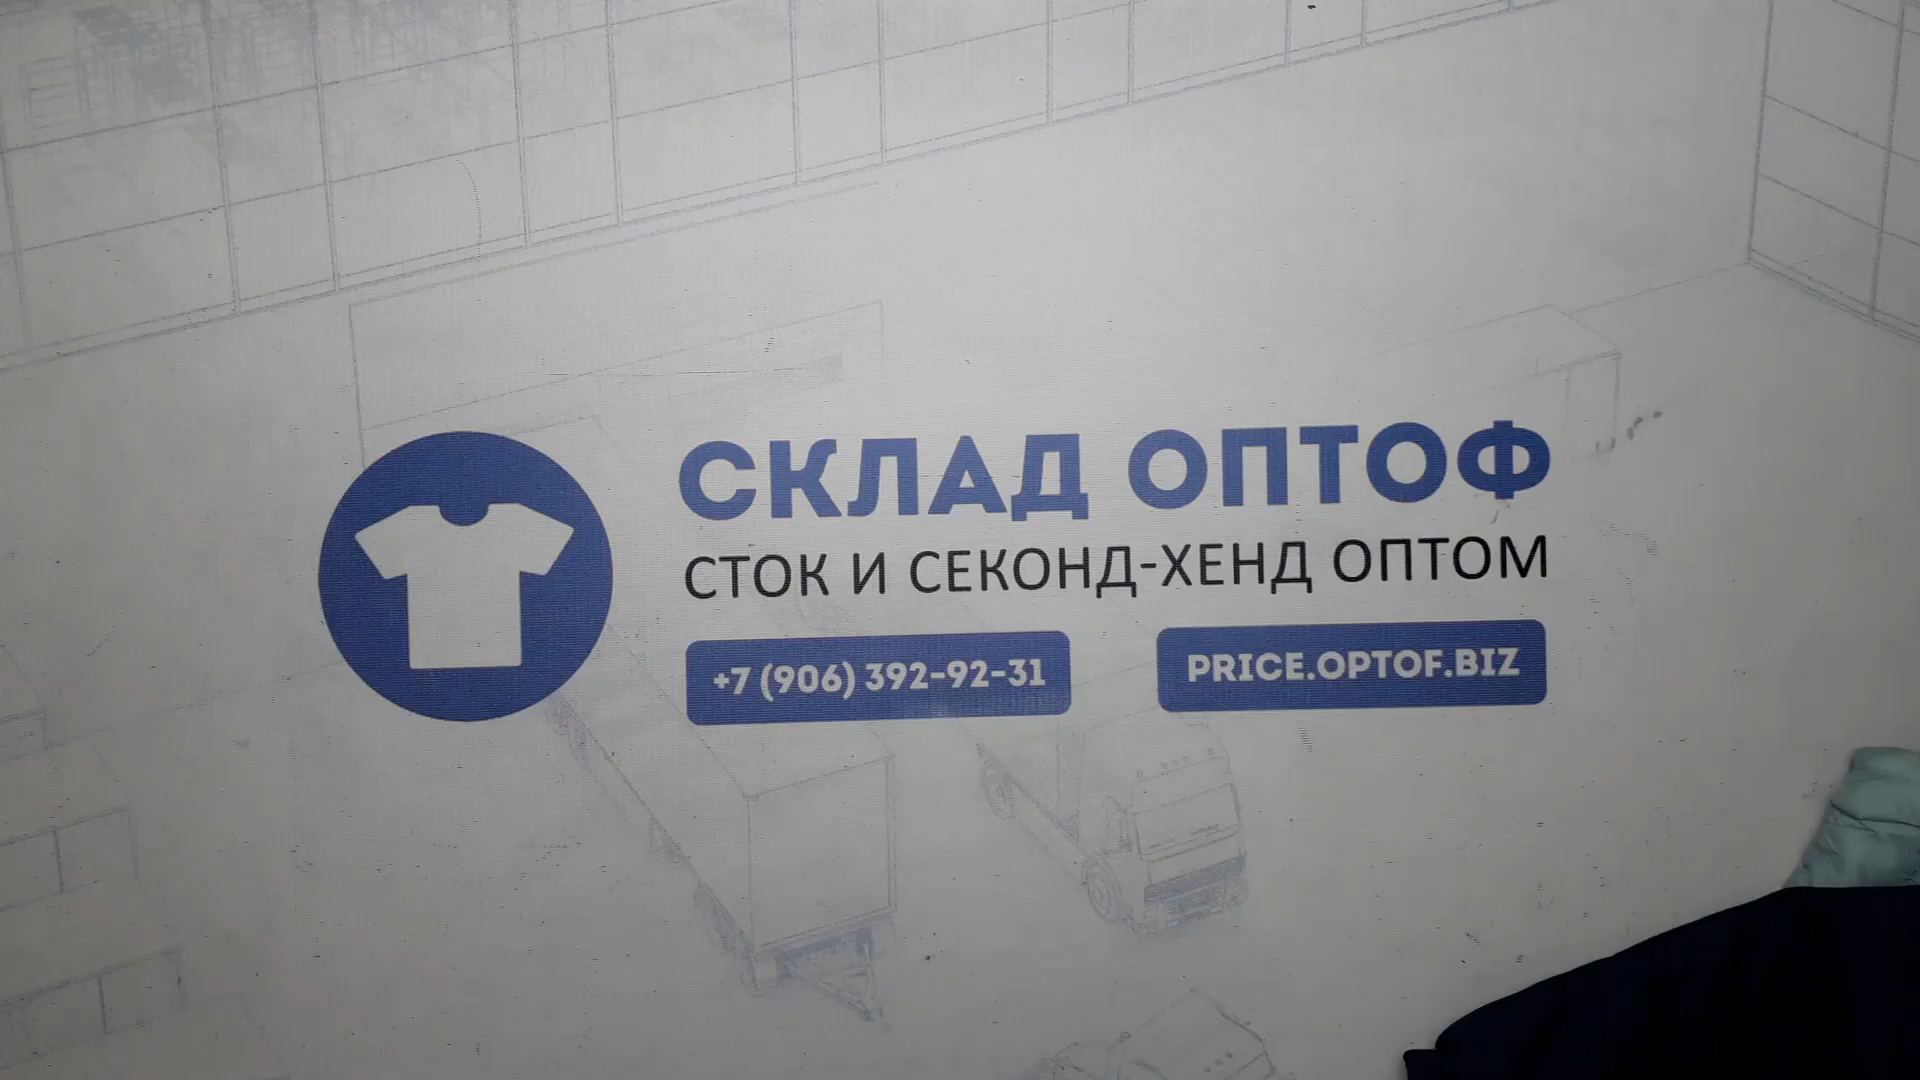 СКЛАД ОПТОФ
СТОК И СЕКОНД-ХЕНД ОПТОМ
+7 (906) 392-92-31
PRICE.OPTOF.BIZ